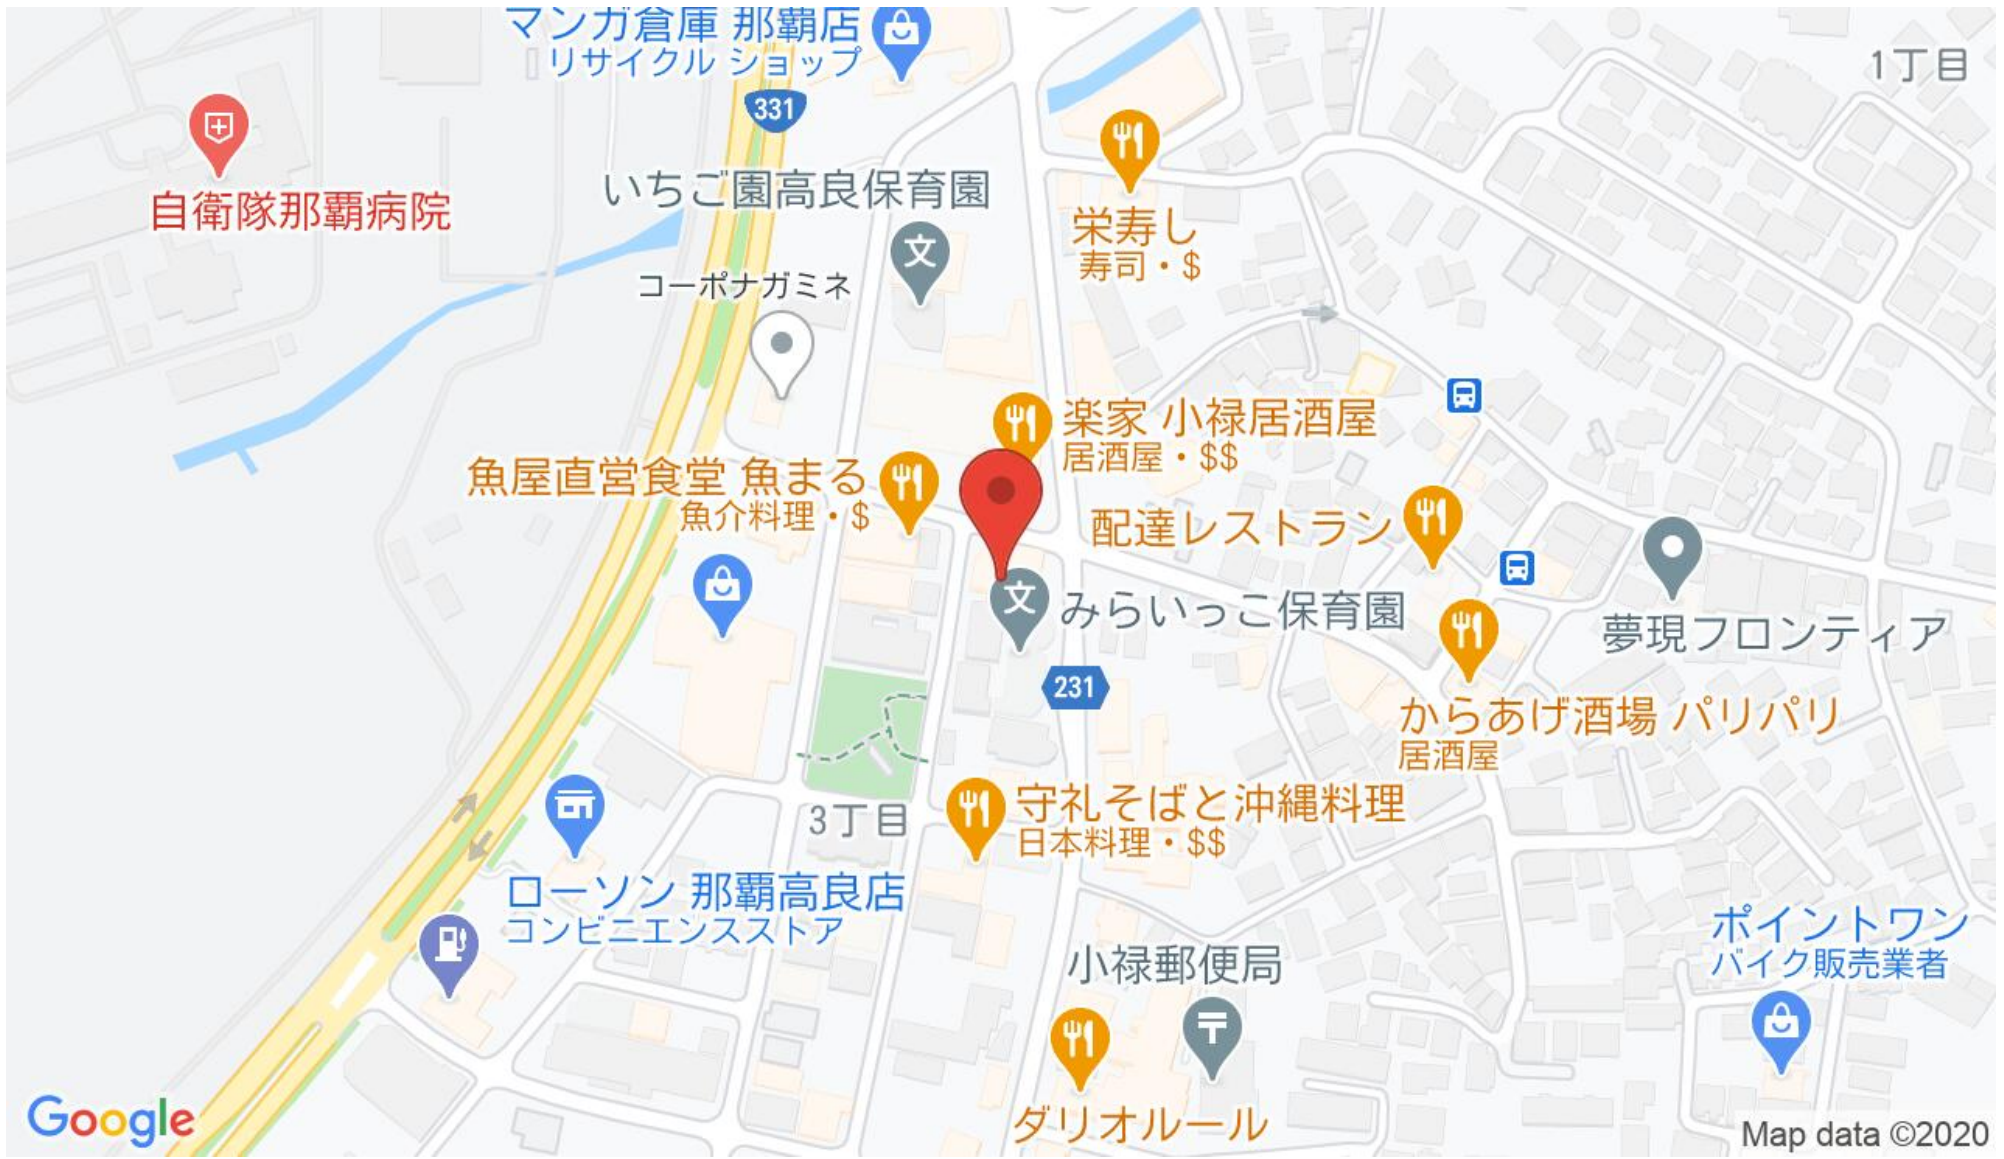 マンガ倉庫 那覇店
リサイクル ショップ
1丁目
331
自衛隊那覇病院
いちご園高良保育園
文
栄寿し
寿司・$
コーポナガミネ
楽家 小禄居酒屋
居酒屋・$$
魚屋直営食堂 魚まる
魚介料理・$
配達レストラン
文
みらいっこ保育園
夢現フロンティア
231
からあげ酒場 パリパリ
居酒屋
3丁目
守礼そばと沖縄料理
日本料理・$$
ローソン 那覇高良店
コンビニエンスストア
ポイントワン
バイク販売業者
小禄郵便局
ダリオルール
Google
Map data ©2020